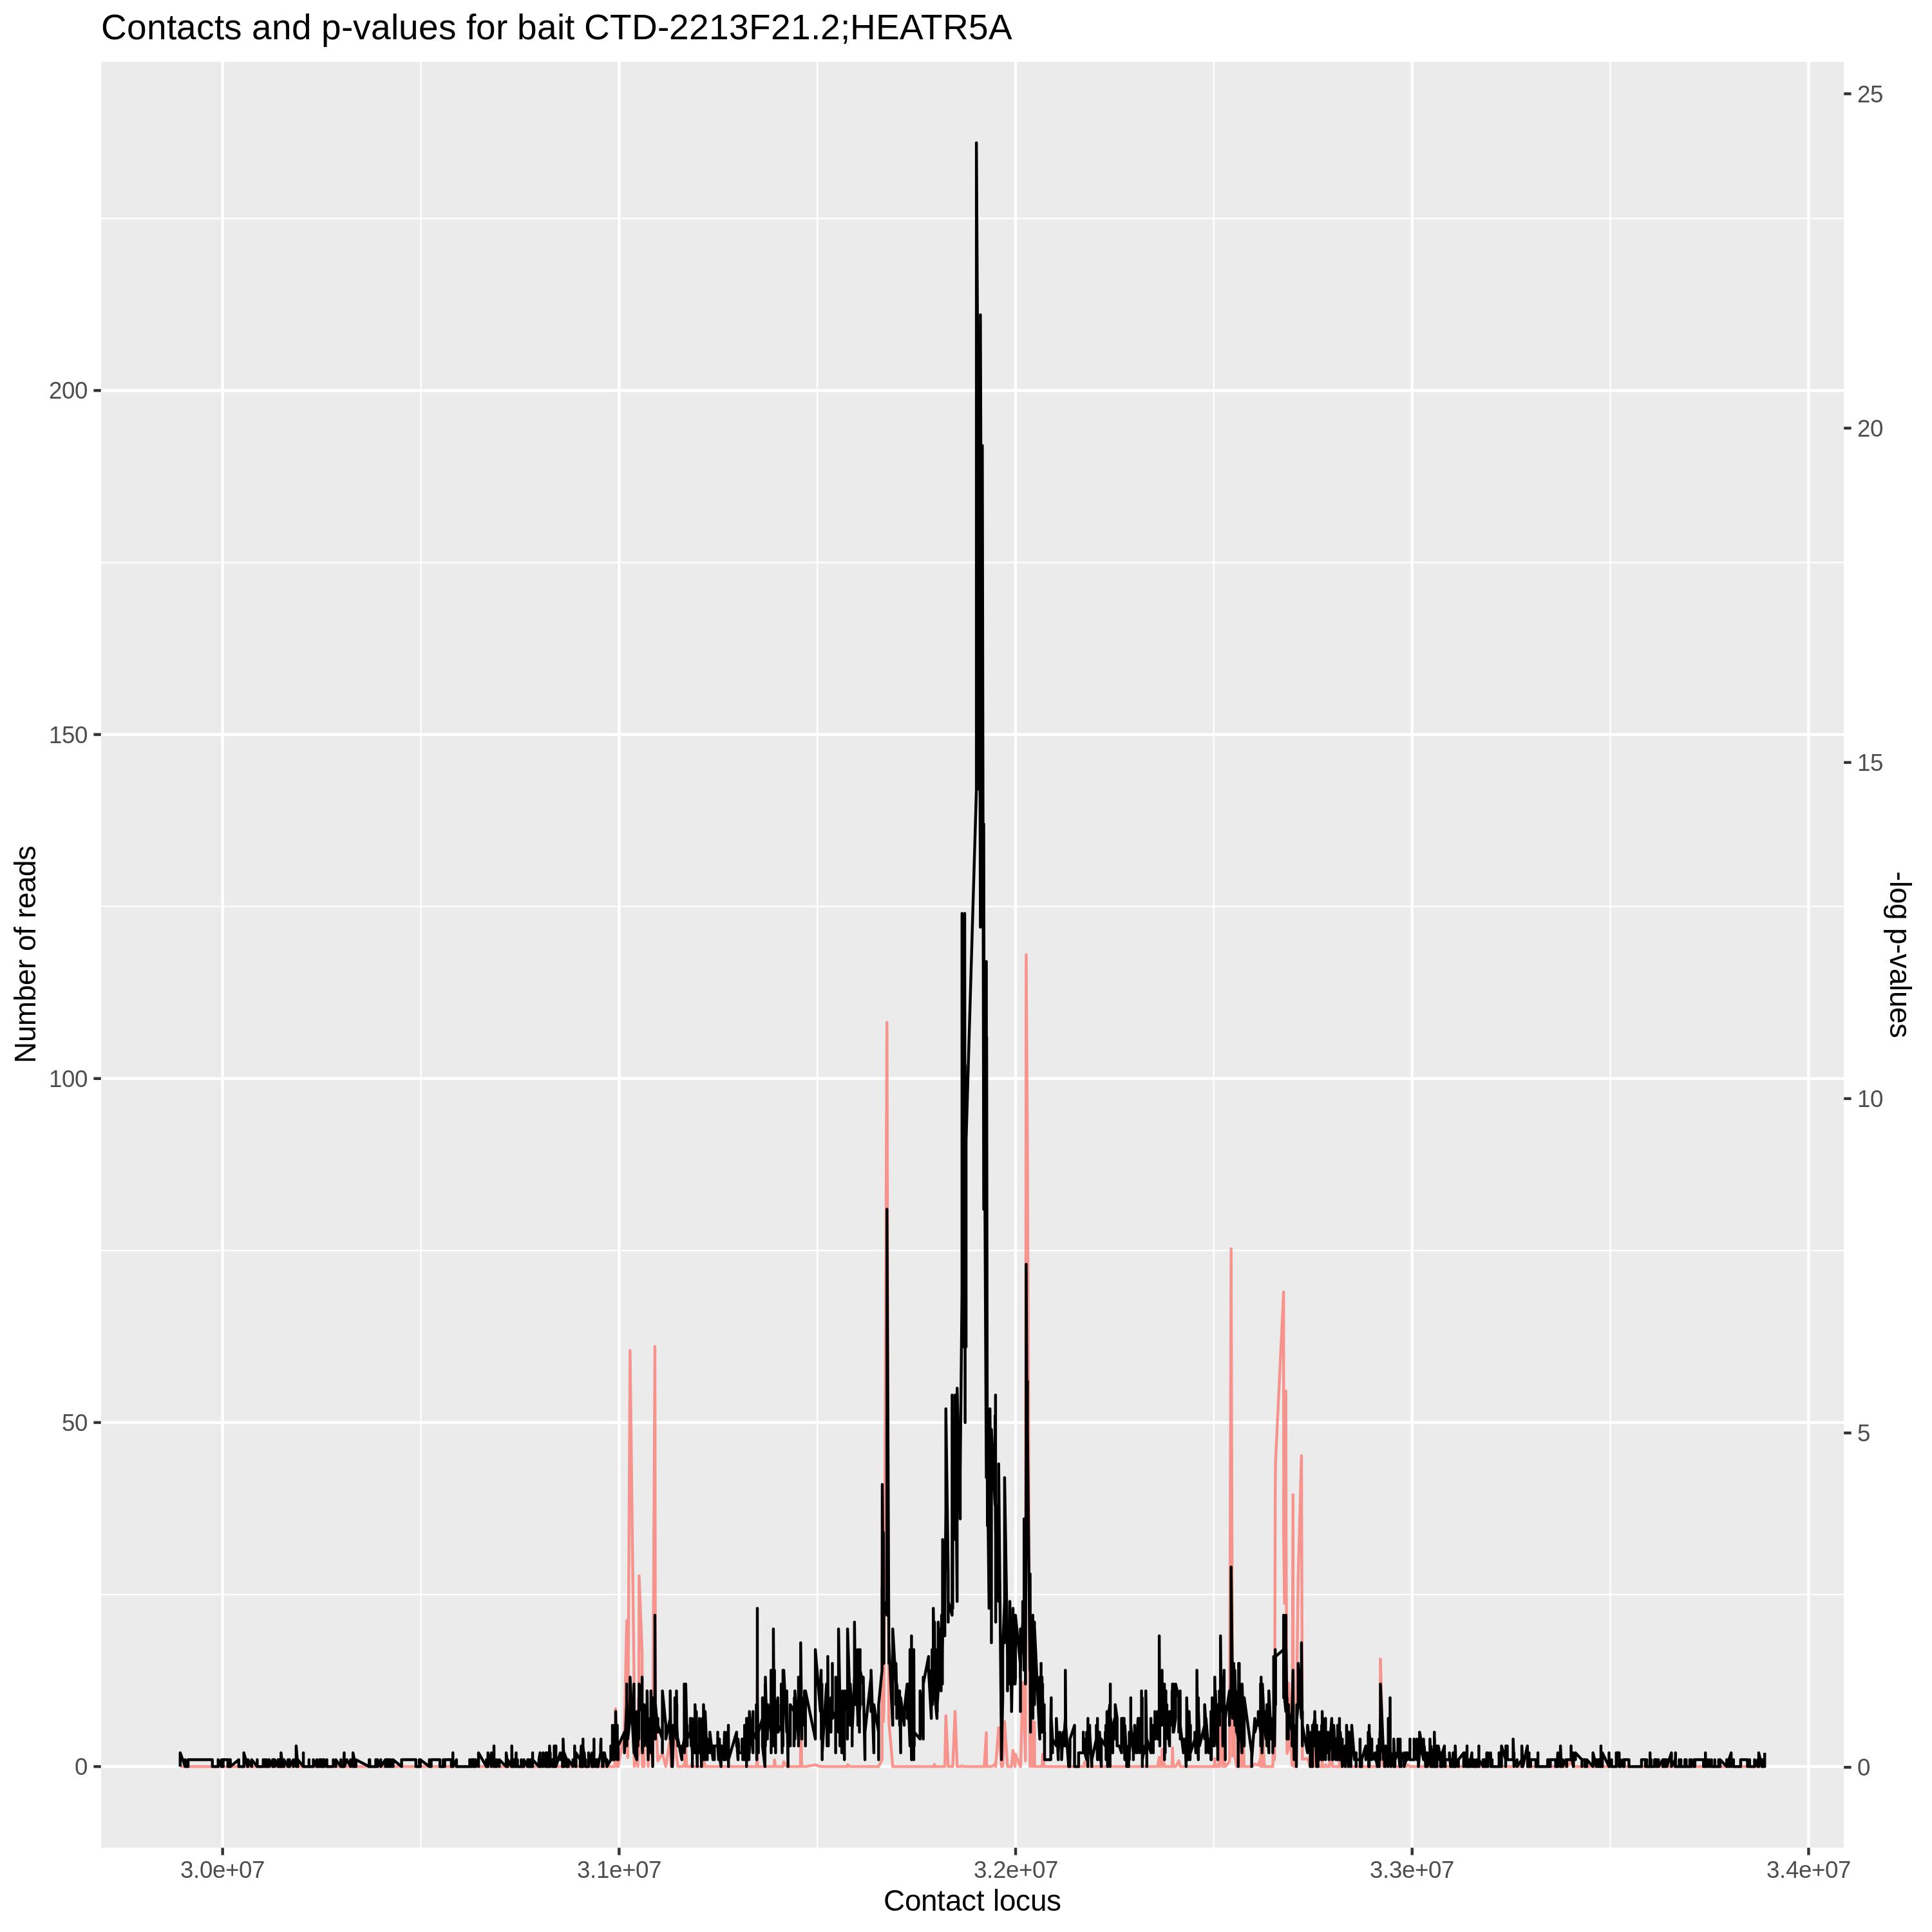 Contacts and p-values for bait CTD-2213F21.2;HEATR5A
Number of reads
200
150
100
50
0
25
20
15
10
5
0
-log p-values
3.0e+07
3.1e+07
3.2e+07
3.3e+07
3.4e+07
Contact locus